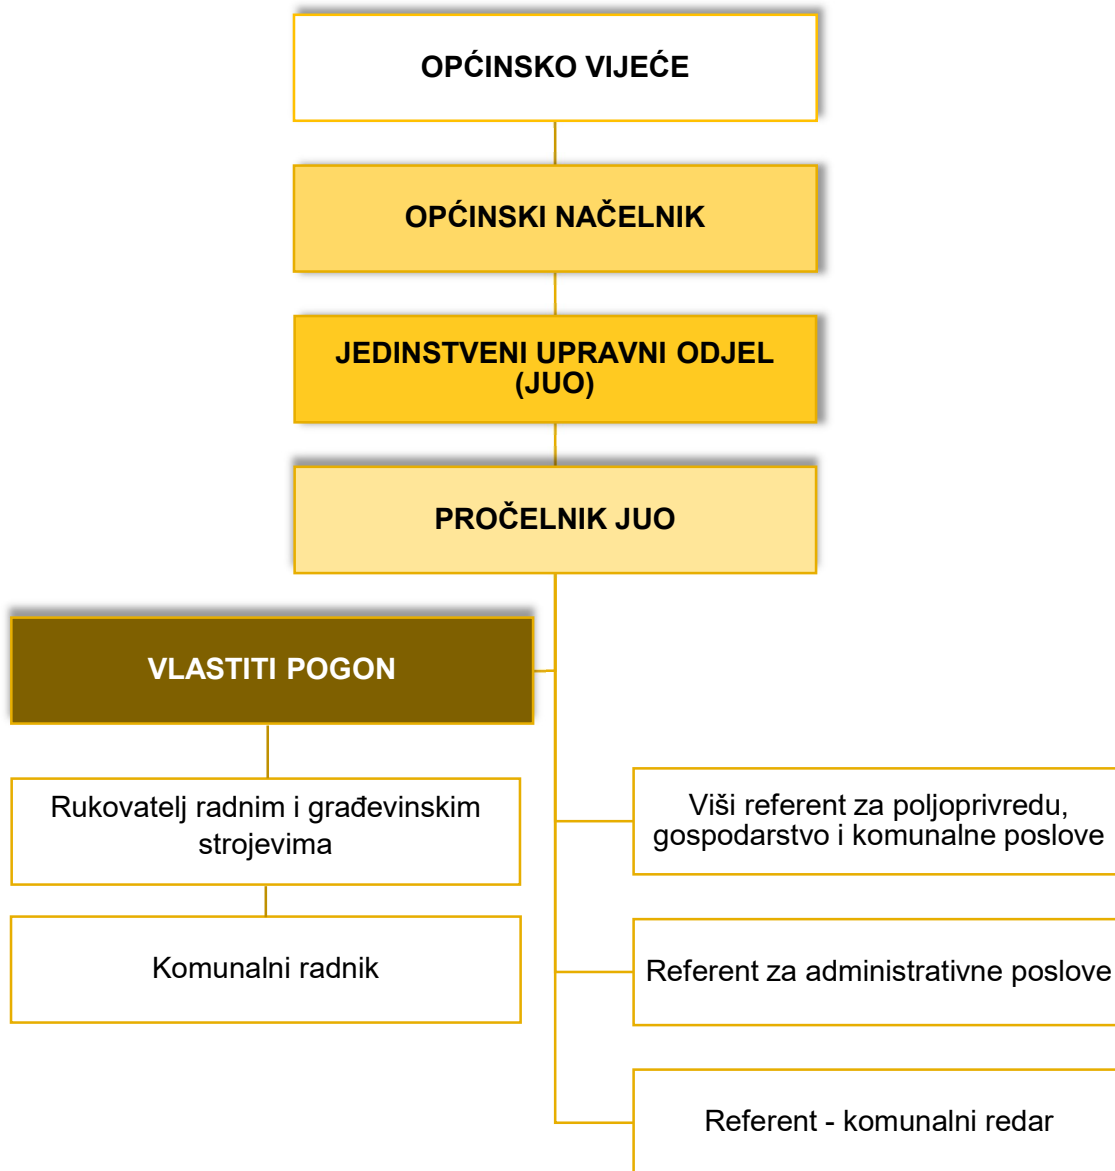 OPĆINSKO VIJEĆE
OPĆINSKI NAČELNIK
JEDINSTVENI UPRAVNI ODJEL
(JUO)
PROČELNIK JUO
VLASTITI POGON
Rukovatelj radnim i građevinskim
strojevima
Komunalni radnik
Viši referent za poljoprivredu,
gospodarstvo i komunalne poslove
Referent za administrativne poslove
Referent - komunalni redar